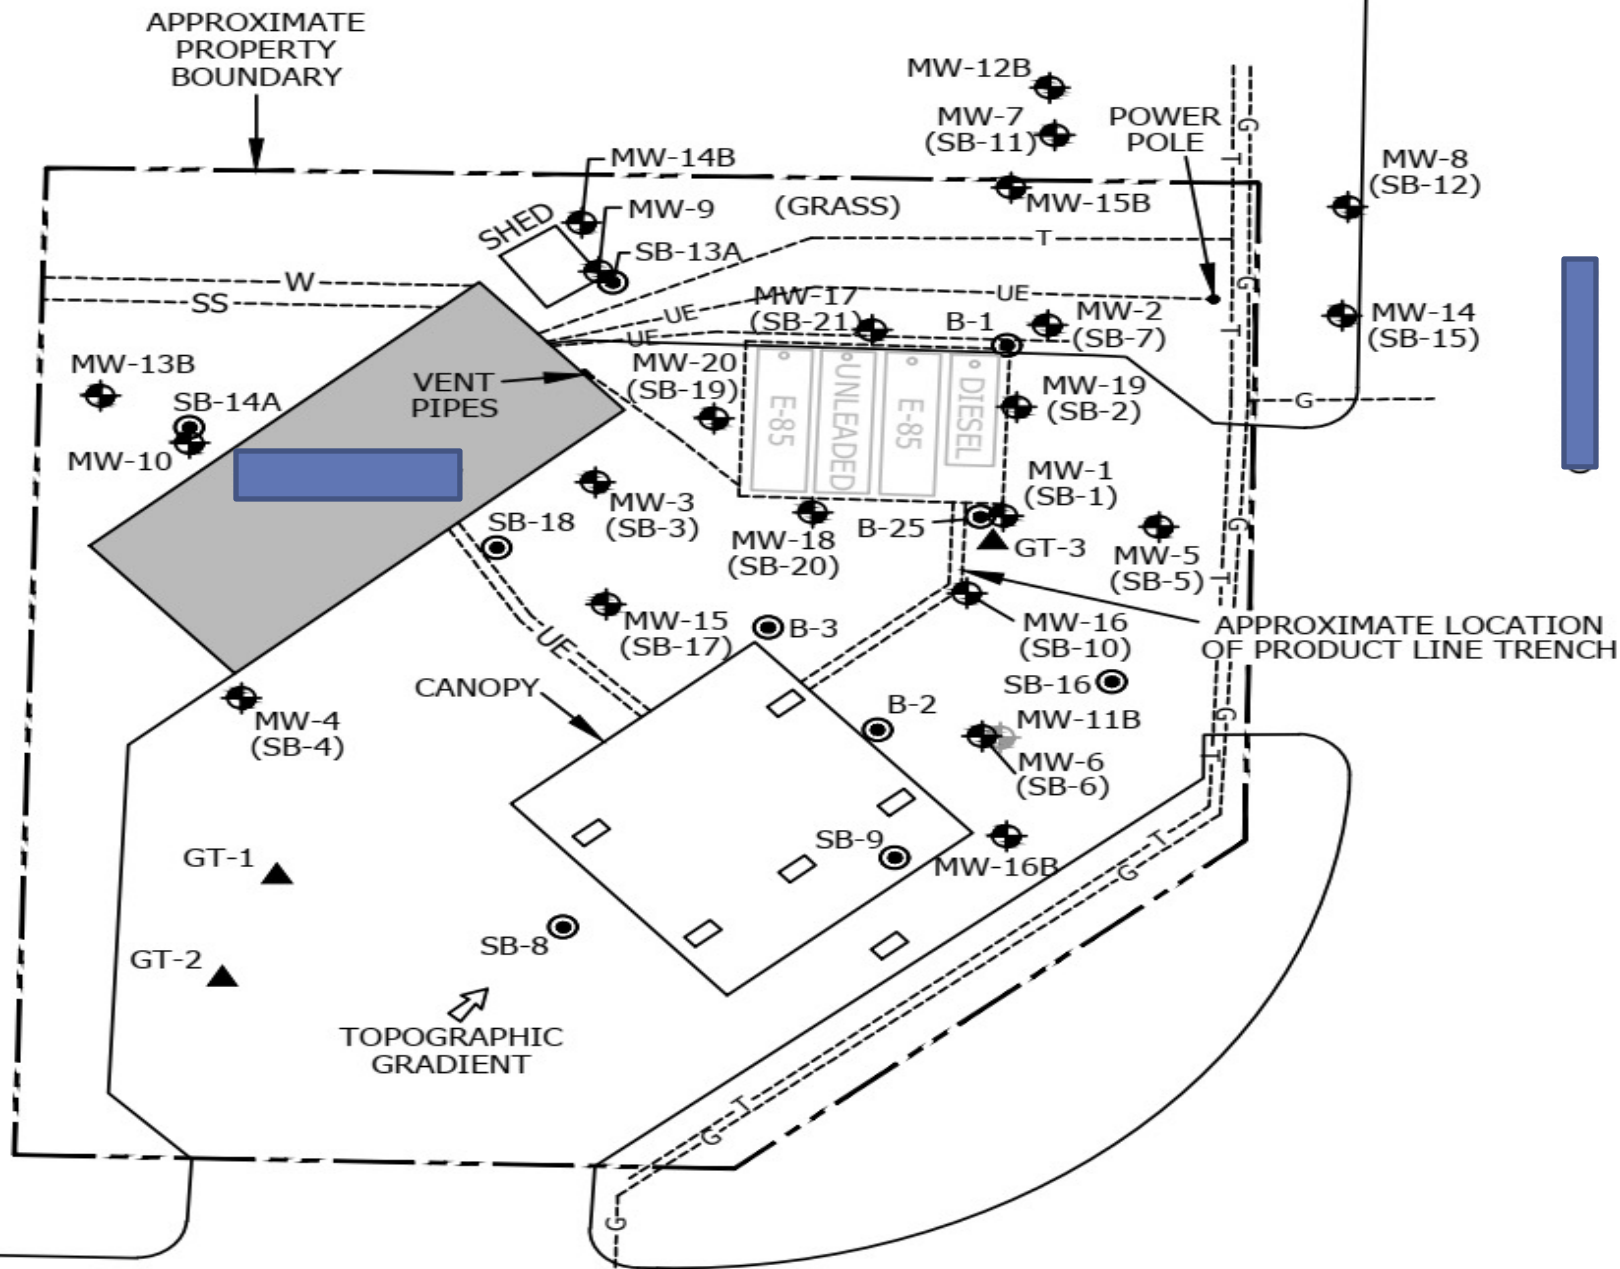 APPROXIMATE
PROPERTY
BOUNDARY
MW-12B
MW-7
(SB-11)
POWER
POLE
MW-8
(SB-12)
MW-14B
MW-9
(GRASS)
MW-15B
SHED
SB-13A
T
W
SS
UE
UE
UE
MW-17
(SB-21)
B-1
MW-2
(SB-7)
MW-14
(SB-15)
G
T
G
T
MW-13B
SB-14A
MW-10
VENT
PIPES
MW-20
(SB-19)
E-85
UNLEADED
E-85
DIESEL
MW-19
(SB-2)
G
MW-3
(SB-3)
SB-18
MW-18
(SB-20)
B-25
MW-1
(SB-1)
GT-3
MW-5
(SB-5)
G
T
MW-15
(SB-17)
UE
B-3
MW-16
(SB-10)
APPROXIMATE LOCATION
OF PRODUCT LINE TRENCH
SB-16
CANOPY
B-2
MW-11B
MW-6
(SB-6)
G
T
MW-4
(SB-4)
SB-9
MW-16B
T
G
GT-1
GT-2
SB-8
TOPOGRAPHIC
GRADIENT
T
G
G